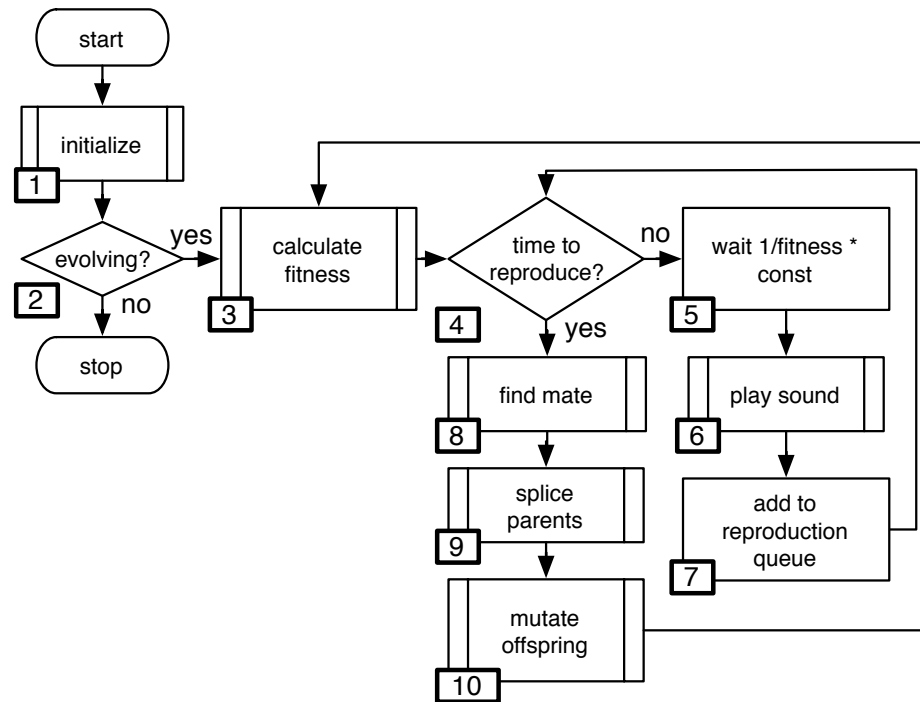 start
initialize
1
evolving?
yes
2
no
stop
calculate
fitness
3
time to
reproduce?
no
4
yes
wait 1/fitness *
const
5
play sound
6
add to
reproduction
queue
7
find mate
8
splice
parents
9
mutate
offspring
10